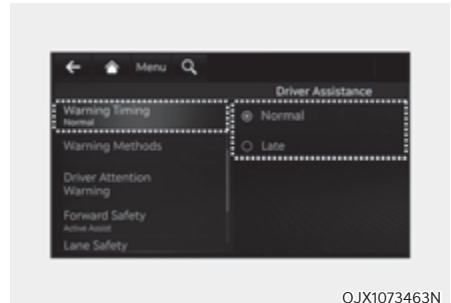 Menu
Driver Assistance
Warning Timing
Normal
Warning Methods
Driver Attention
Warning
Forward Safety
Active Assist
Lane Safety
Normal
Late
OJX1073463N